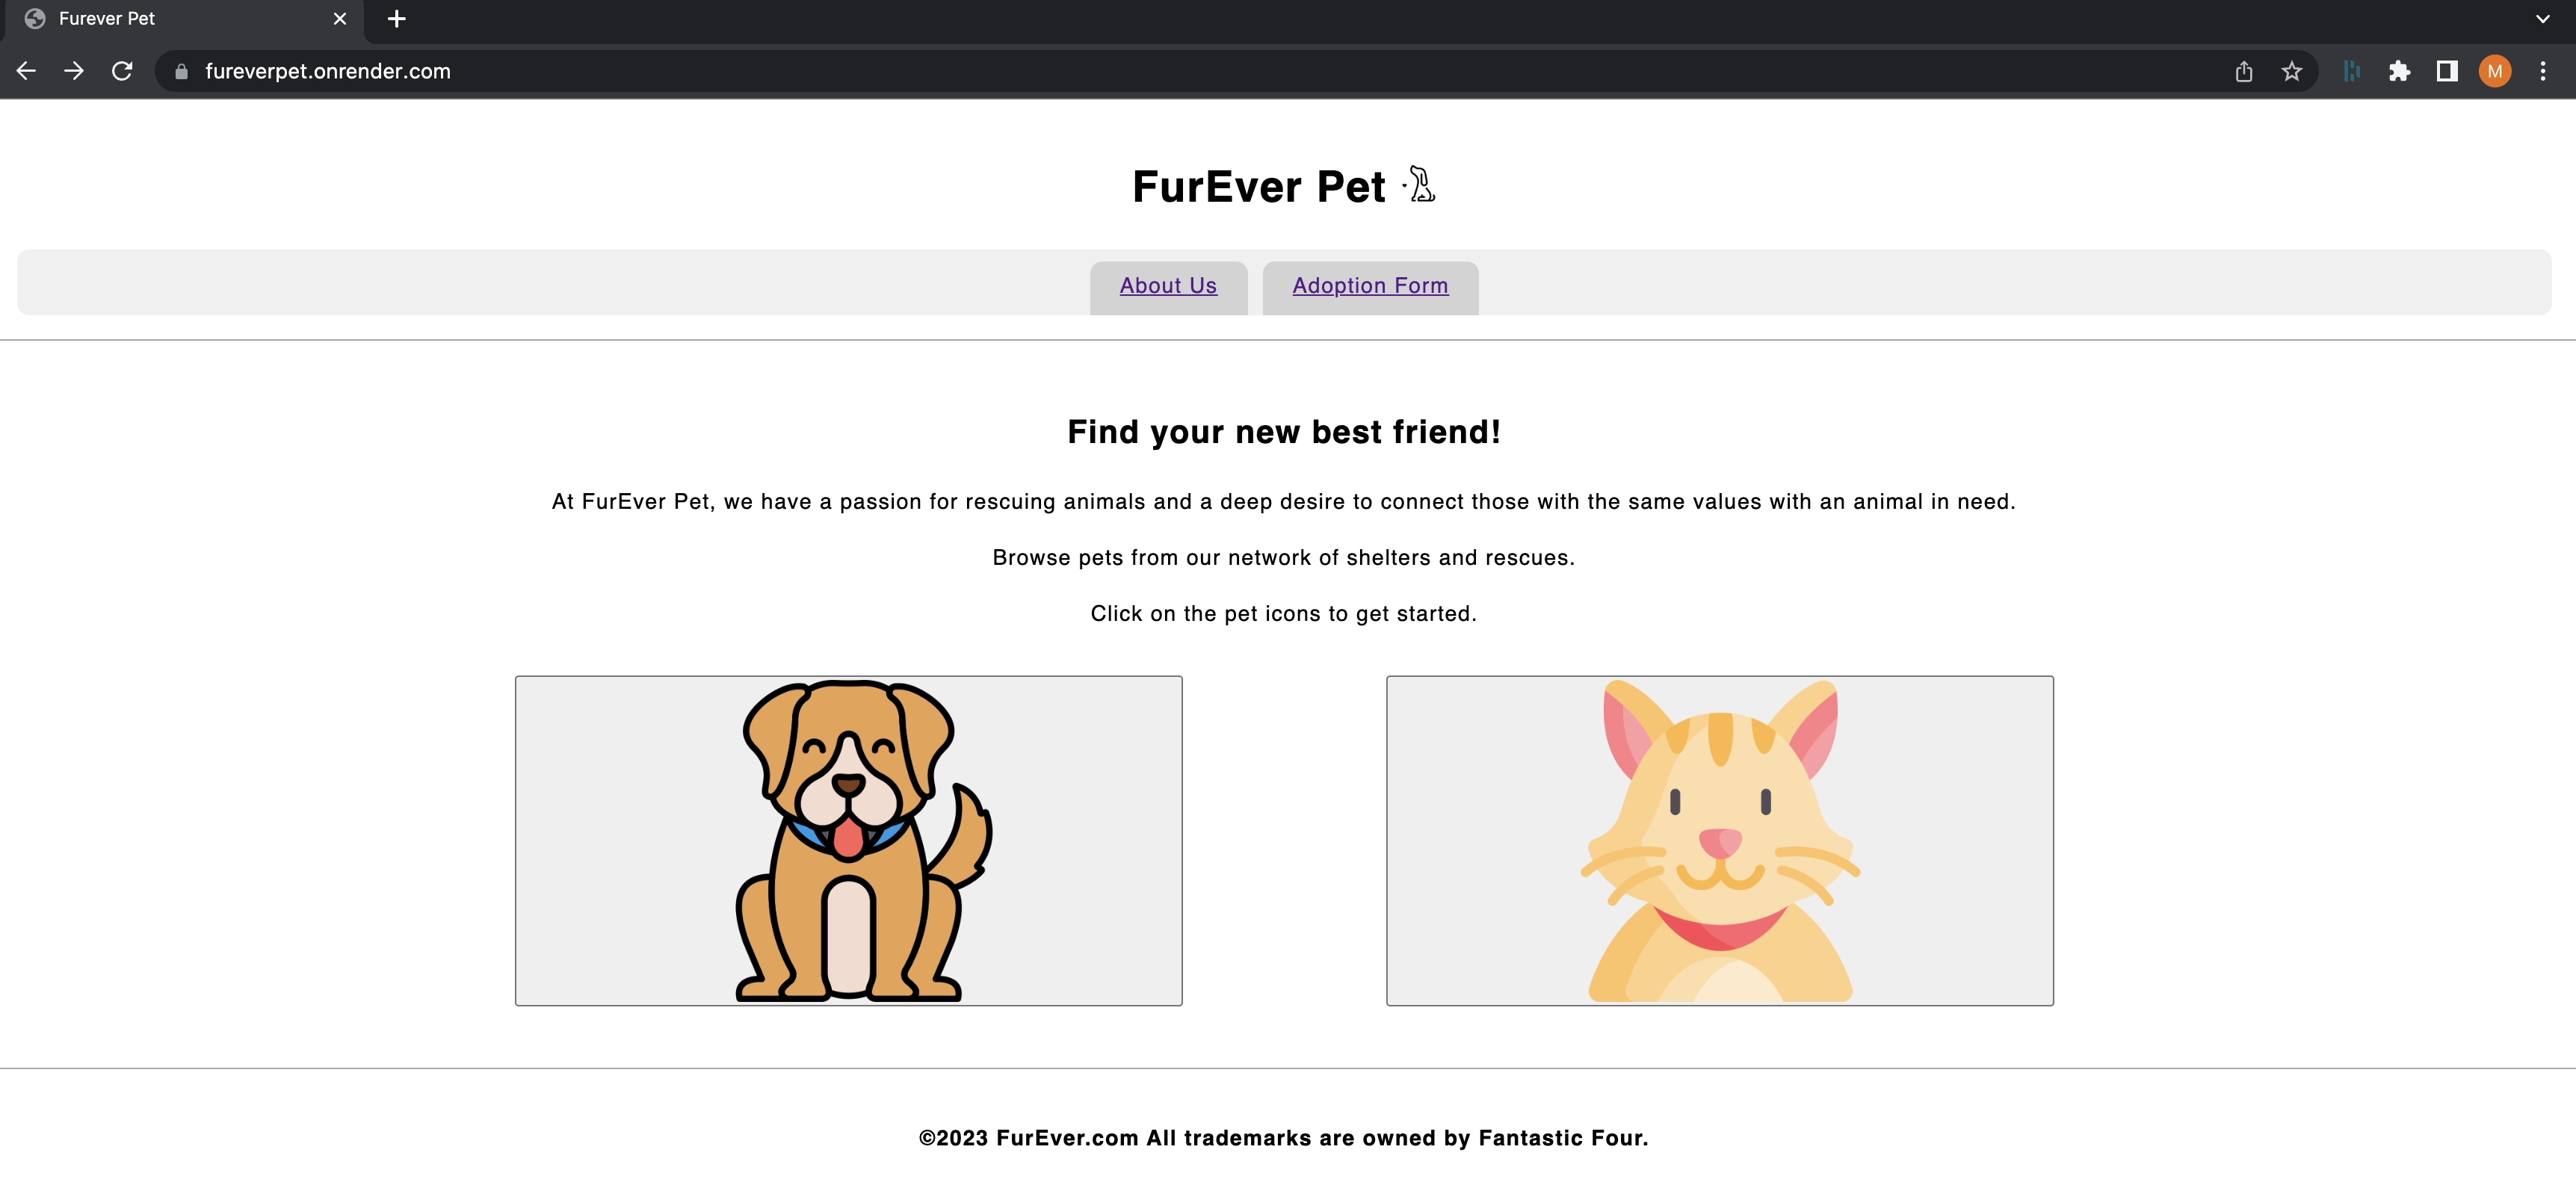 Furever Pet
fureverpet.onrender.com
M
FurEver Pet
About Us
Adoption Form
Find your new best friend!
At FurEver Pet, we have a passion for rescuing animals and a deep desire to connect those with the same values with an animal in need.
Browse pets from our network of shelters and rescues.
Click on the pet icons to get started.
©2023 FurEver.com All trademarks are owned by Fantastic Four.